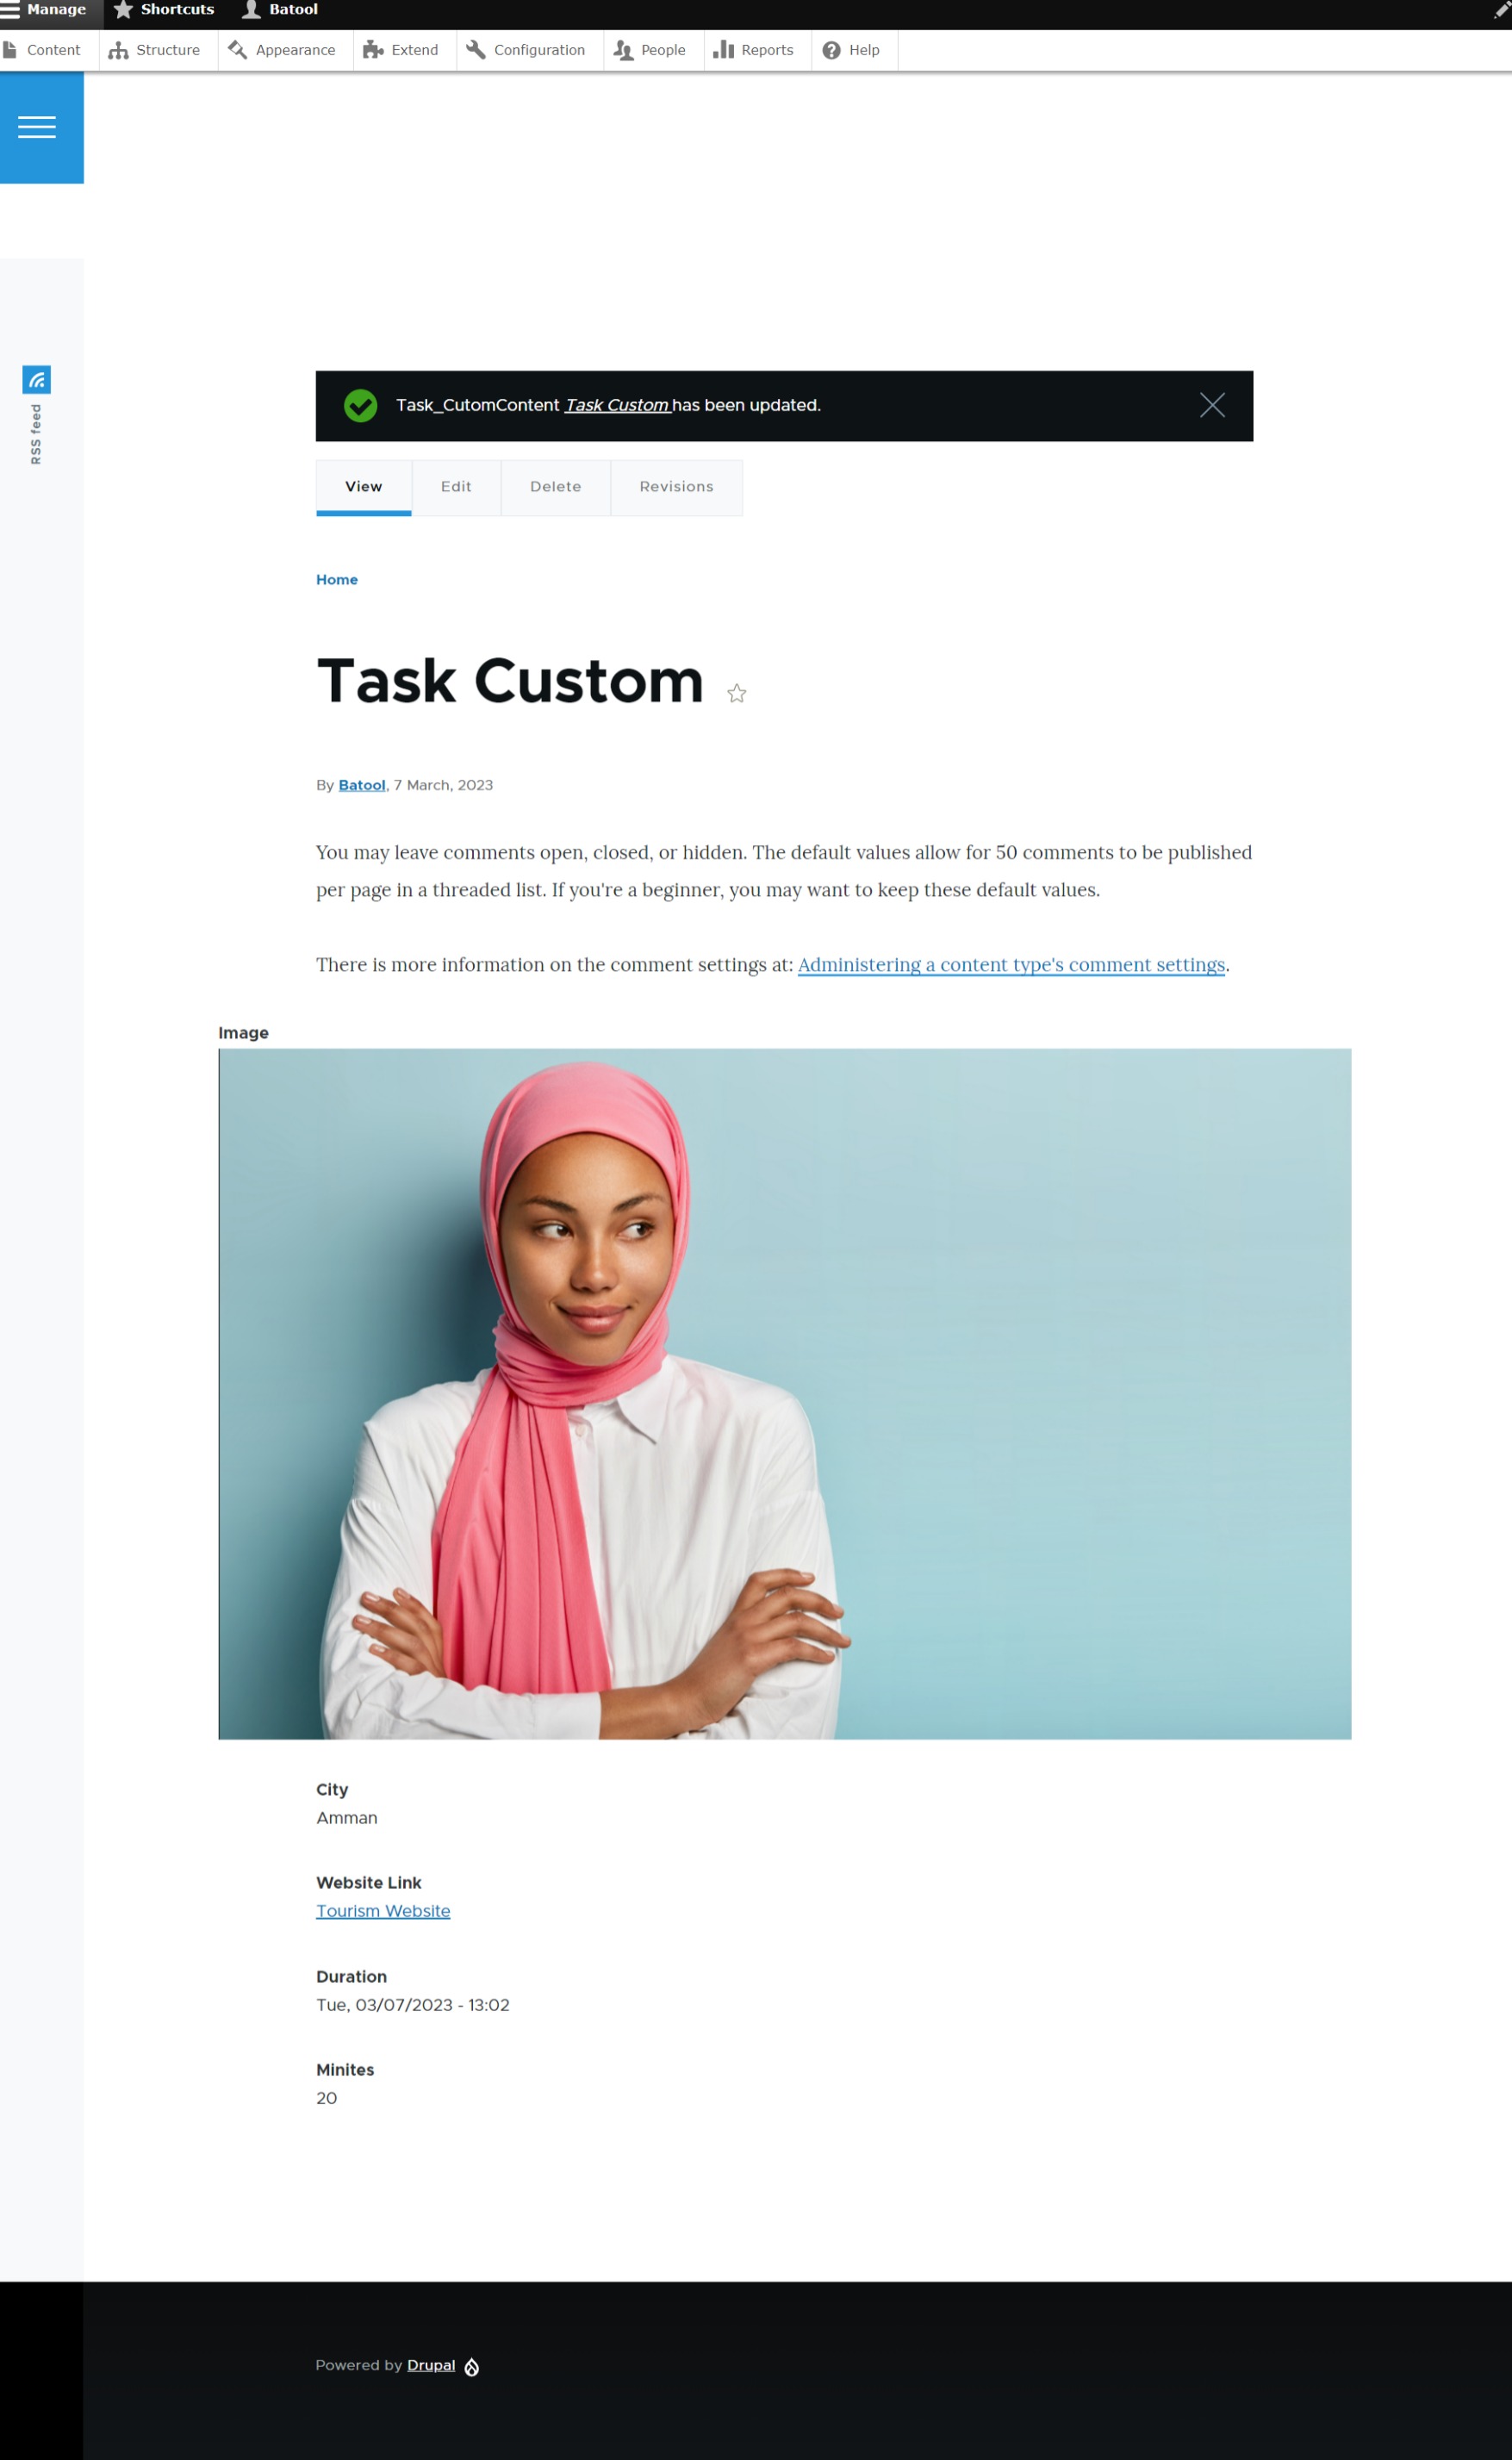 Manage Shortcuts Batool
Content Structure Appearance Extend Configuration People Reports Help
RSS feed
Task_CutomContent Task Custom has been updated.
View Edit Delete Revisions
Home
Task Custom
By Batool, 7 March, 2023
You may leave comments open, closed, or hidden. The default values allow for 50 comments to be published
per page in a threaded list. If you're a beginner, you may want to keep these default values.
There is more information on the comment settings at: Administering a content type's comment settings.
Image
City
Amman
Website Link
Tourism Website
Duration
Tue, 03/07/2023 - 13:02
Minites
20
Powered by Drupal